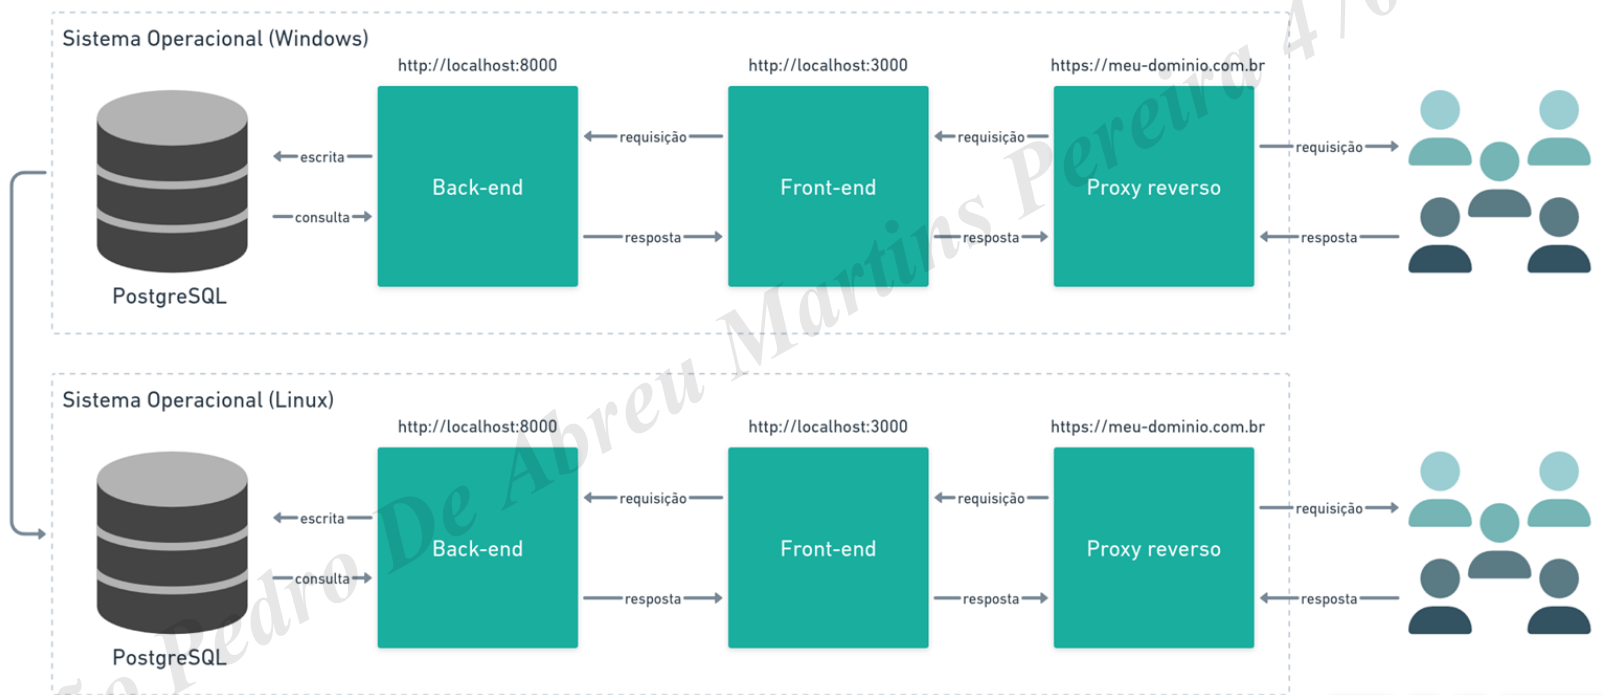 Sistema Operacional (Windows)
http://localhost:8000
http://localhost:3000
https://meu-dominio.com.br
escrita
consulta
requisição
resposta
requisição
resposta
requisição
resposta
Back-end
Front-end
Proxy reverso
PostgreSQL
Sistema Operacional (Linux)
http://localhost:8000
http://localhost:3000
https://meu-dominio.com.br
escrita
consulta
requisição
resposta
requisição
resposta
requisição
resposta
Back-end
Front-end
Proxy reverso
PostgreSQL
Pedro De Abreu Martins Pereira